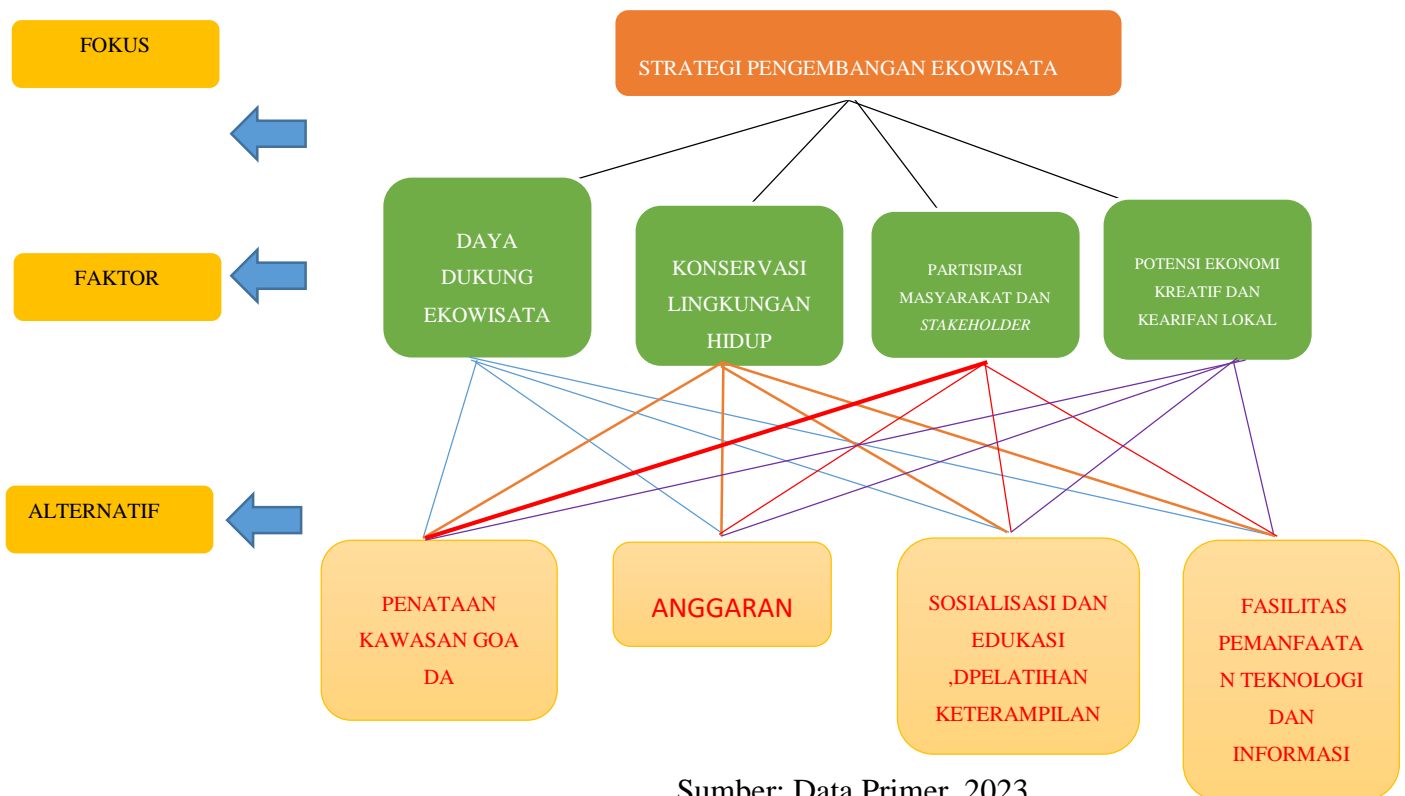 FOKUS
STRATEGI PENGEMBANGAN EKOWISATA
FAKTOR
DAYA
DUKUNG
EKOWISATA
KONSERVASI
LINGKUNGAN
HIDUP
PARTISIPASI
MASYARAKAT DAN
STAKEHOLDER
POTENSI EKONOMI
KREATIF DAN
KEARIFAN LOKAL
ALTERNATIF
PENATAAN
KAWASAN GOA
DA
ANGGARAN
SOSIALISASI DAN
EDUKASI
,DPELATIHAN
KETERAMPILAN
FASILITAS
PEMANFAATA
N TEKNOLOGI
DAN
INFORMASI
Sumber: Data Primer, 2023